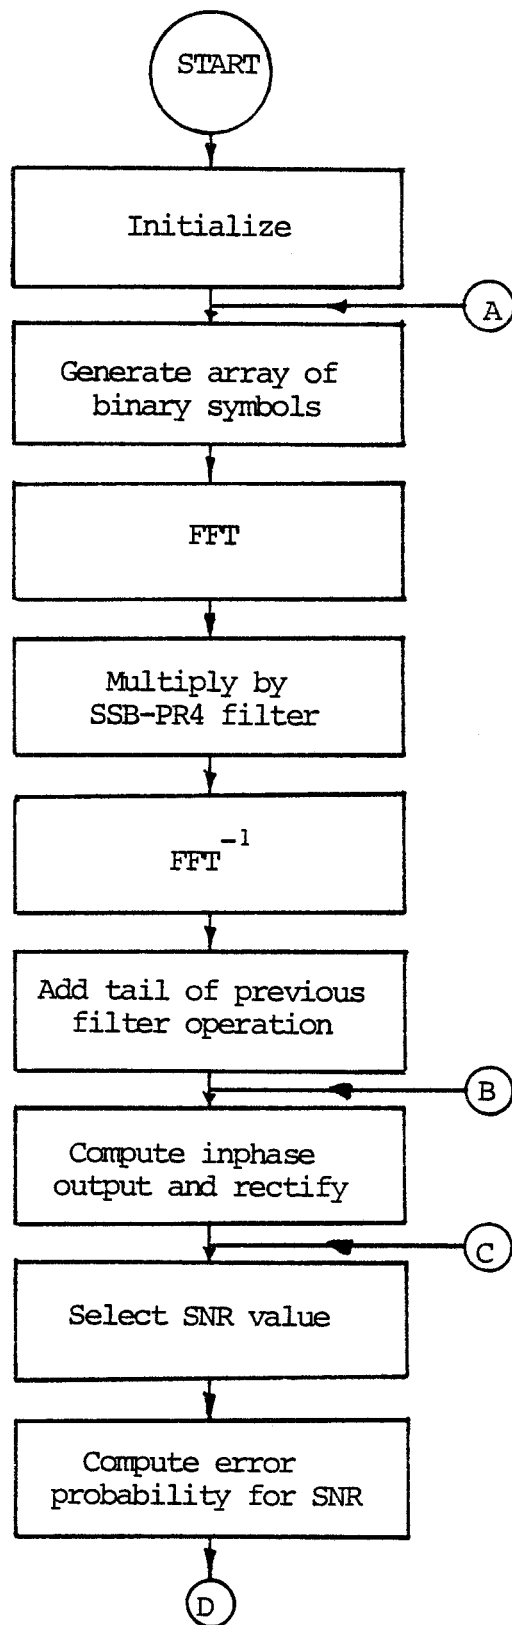 START
Initialize
A
Generate array of
binary symbols
FFT
Multiply by
SSB-PR4 filter
FFT^-1
Add tail of previous
filter operation
B
Compute inphase
output and rectify
C
Select SNR value
Compute error
probability for SNR
D